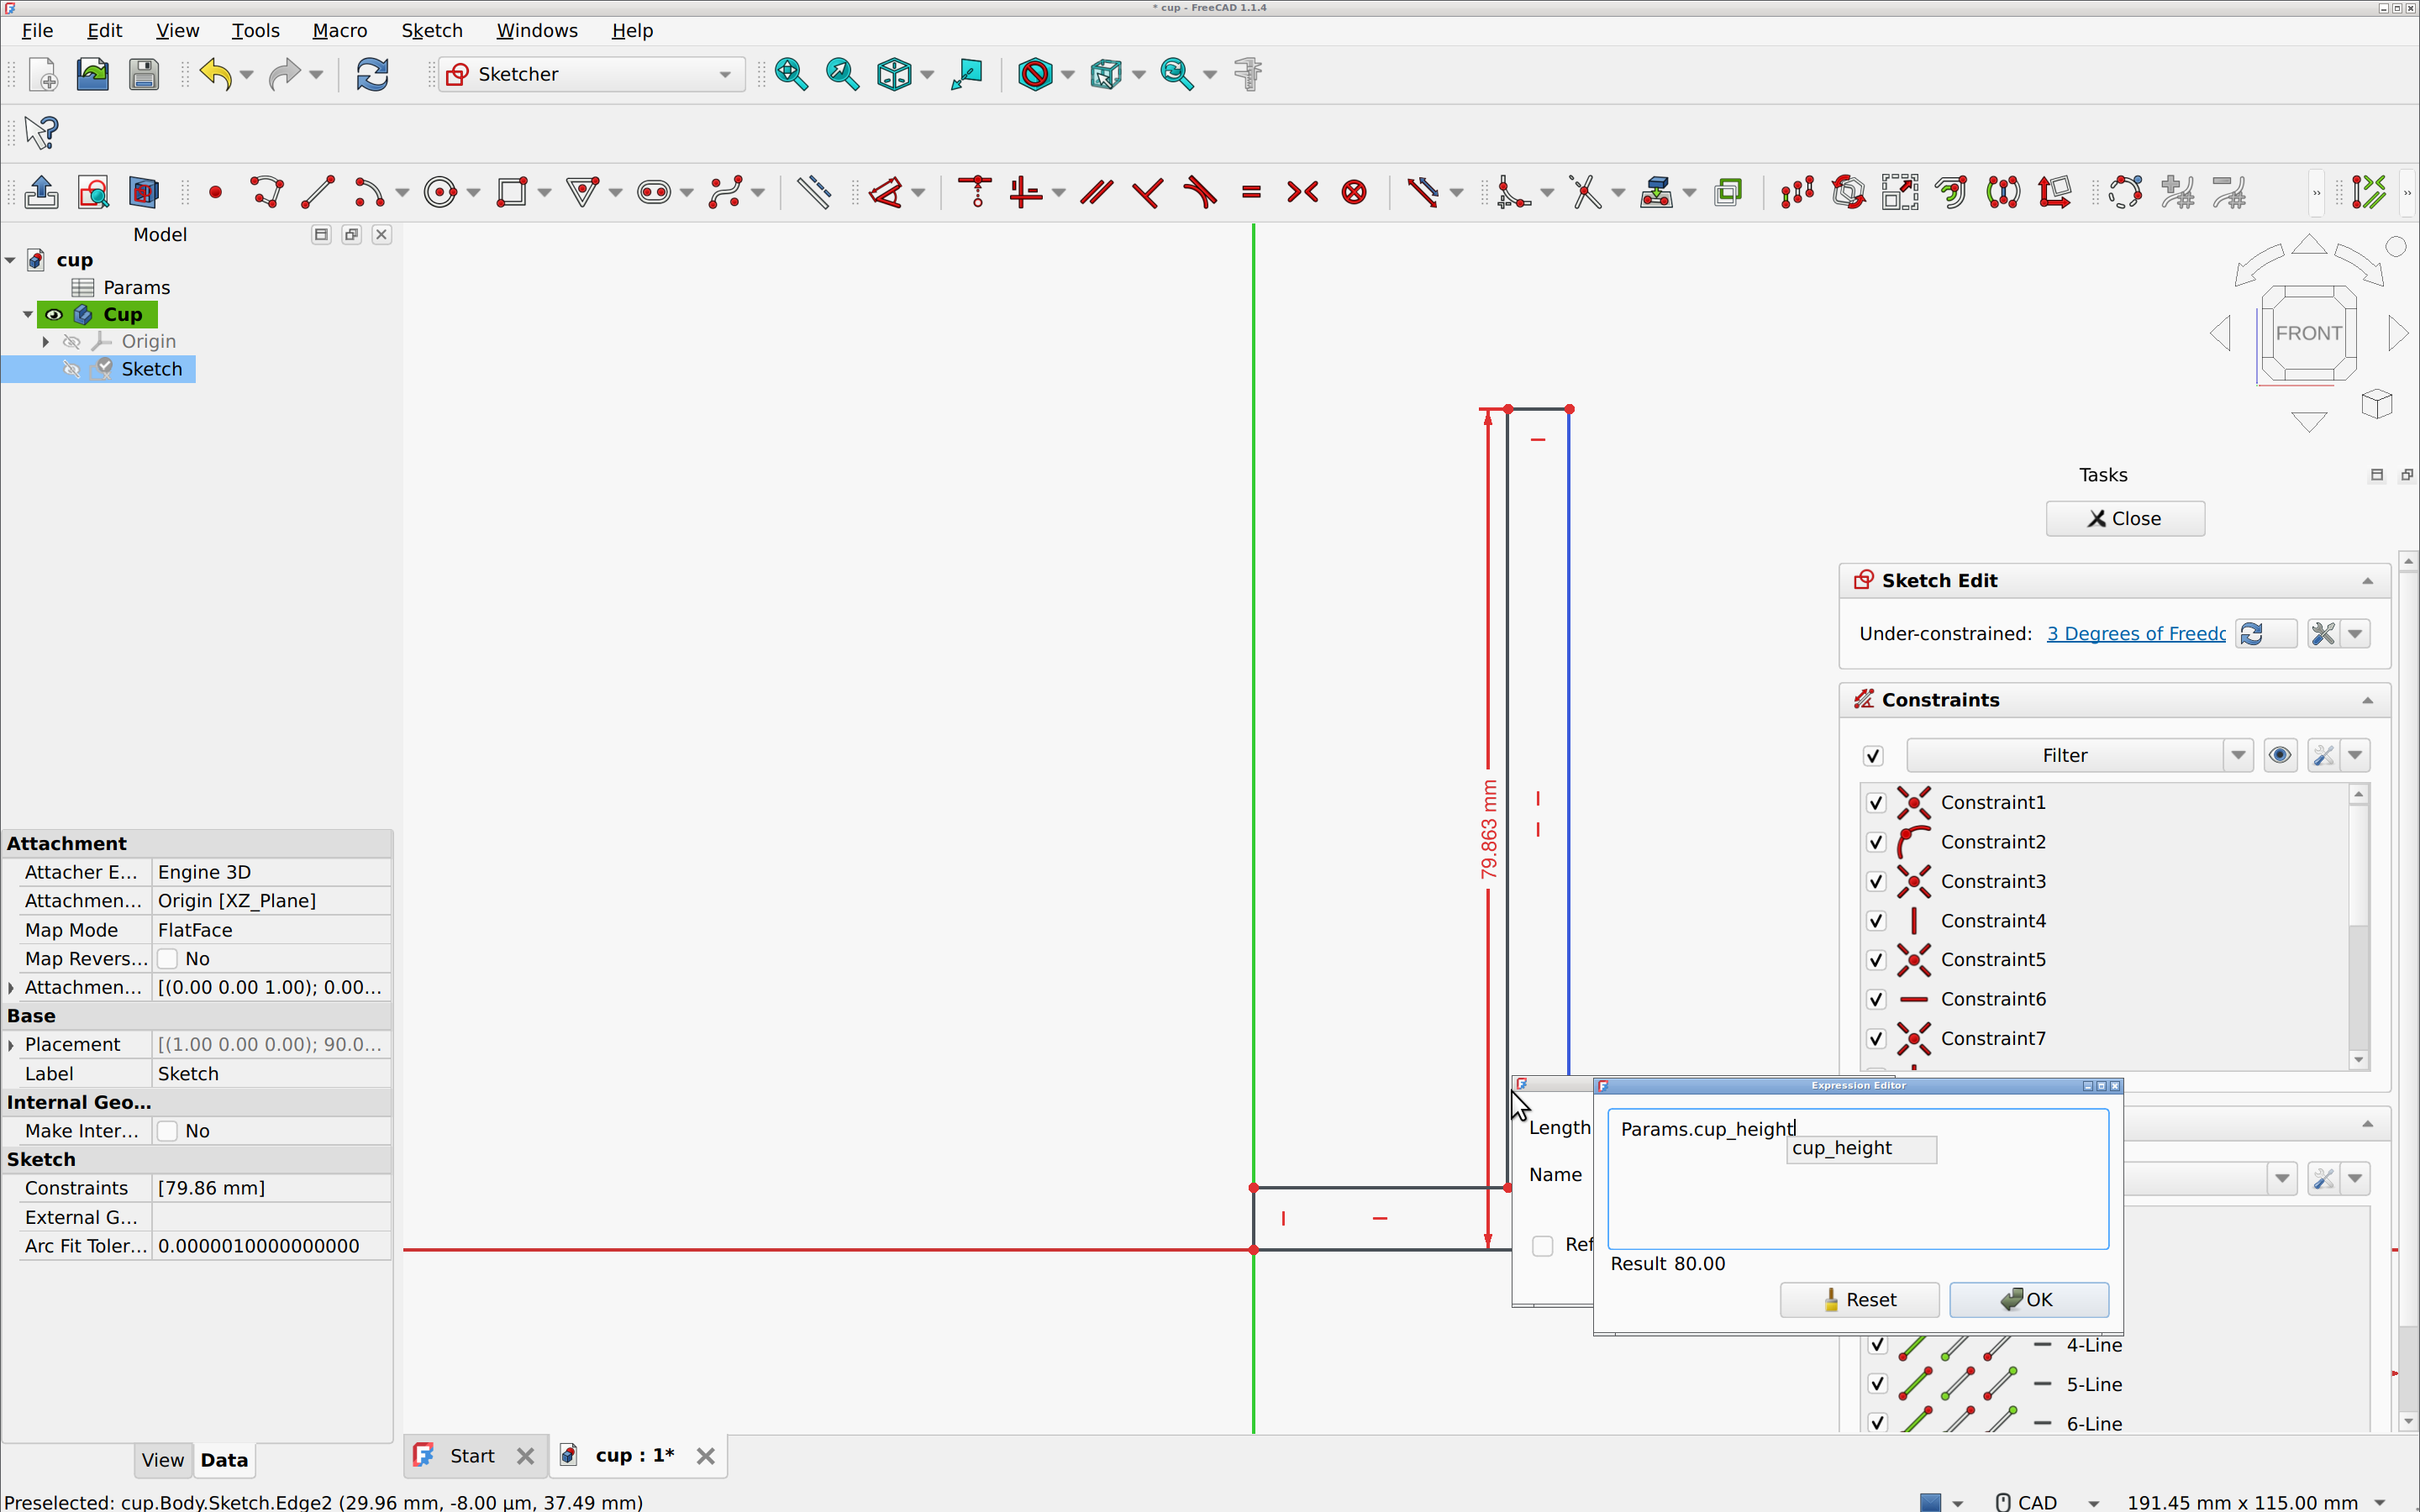 * cup - FreeCAD 1.1.4
File Edit View Tools Macro Sketch Windows Help
Sketcher
Model
cup
Params
Cup
Origin
Sketch
FRONT
79.863 mm
Tasks
Close
Sketch Edit
Under-constrained: 3 Degrees of Freedo
Constraints
Filter
Constraint1
Constraint2
Constraint3
Constraint4
Constraint5
Constraint6
Constraint7
Attachment
Attacher E... Engine 3D
Attachmen... Origin [XZ_Plane]
Map Mode FlatFace
Map Revers... No
Attachmen... [(0.00 0.00 1.00); 0.00...
Base
Placement [(1.00 0.00 0.00); 90.0...
Label Sketch
Internal Geo...
Make Inter... No
Sketch
Constraints [79.86 mm]
External G...
Arc Fit Toler... 0.0000010000000000
Length
Name
Ref
Expression Editor
Params.cup_height
cup_height
Result 80.00
Reset OK
4-Line
5-Line
6-Line
View Data
Start cup : 1*
Preselected: cup.Body.Sketch.Edge2 (29.96 mm, -8.00 µm, 37.49 mm)
CAD 191.45 mm x 115.00 mm